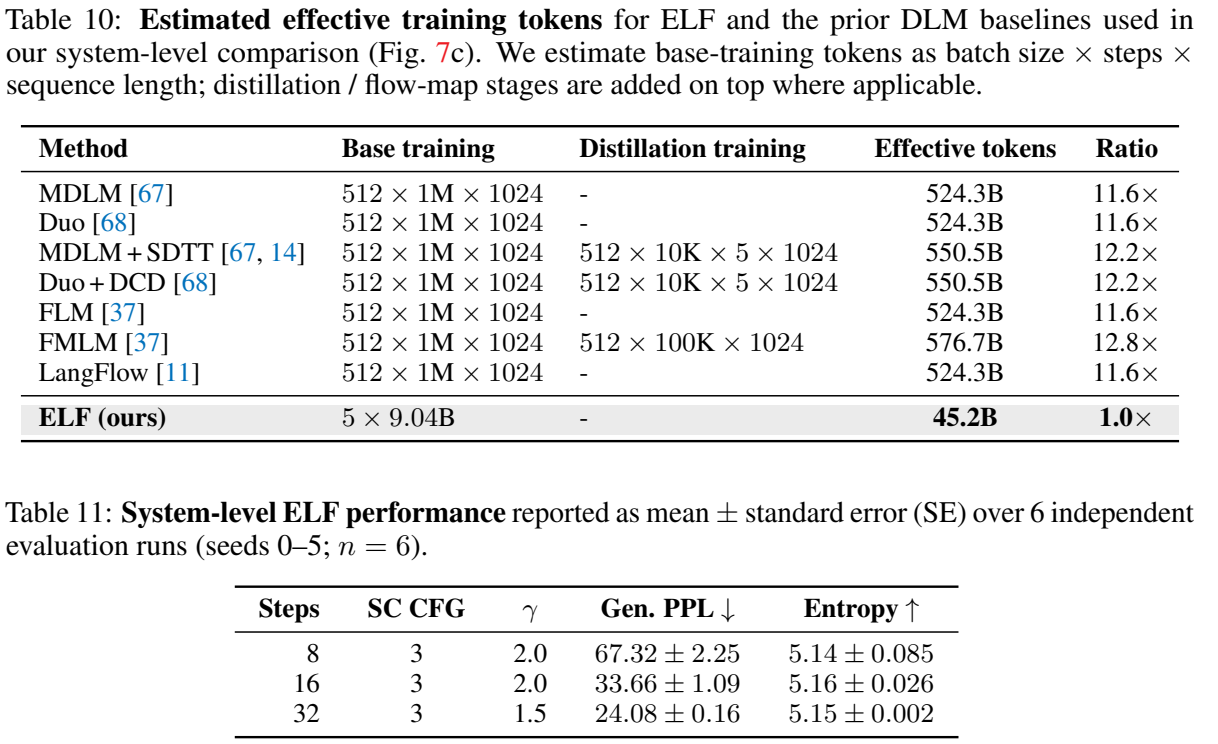 Table 10: Estimated effective training tokens for ELF and the prior DLM baselines used in
our system-level comparison (Fig. 7c). We estimate base-training tokens as batch size × steps ×
sequence length; distillation / flow-map stages are added on top where applicable.
Method Base training Distillation training Effective tokens Ratio
MDLM [67] 512 × 1M × 1024 - 524.3B 11.6×
Duo [68] 512 × 1M × 1024 - 524.3B 11.6×
MDLM + SDTT [67, 14] 512 × 1M × 1024 512 × 10K × 5 × 1024 550.5B 12.2×
Duo + DCD [68] 512 × 1M × 1024 512 × 10K × 5 × 1024 550.5B 12.2×
FLM [37] 512 × 1M × 1024 - 524.3B 11.6×
FMLM [37] 512 × 1M × 1024 512 × 100K × 1024 576.7B 12.8×
LangFlow [11] 512 × 1M × 1024 - 524.3B 11.6×
ELF (ours) 5 × 9.04B - 45.2B 1.0×
Table 11: System-level ELF performance reported as mean ± standard error (SE) over 6 independent
evaluation runs (seeds 0–5; n = 6).
Steps SC CFG γ Gen. PPL ↓ Entropy ↑
8 3 2.0 67.32 ± 2.25 5.14 ± 0.085
16 3 2.0 33.66 ± 1.09 5.16 ± 0.026
32 3 1.5 24.08 ± 0.16 5.15 ± 0.002